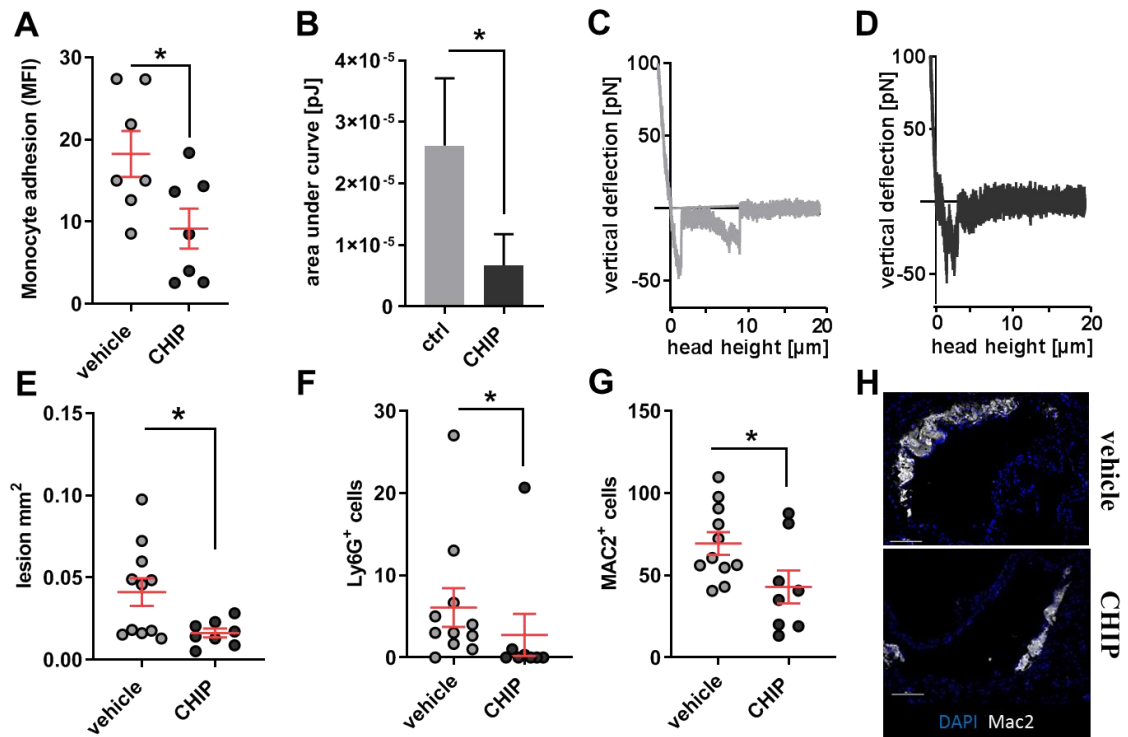 A
Monocyte adhesion (MFI)
30
20
10
0
*
vehicle
CHIP
B
area under curve [pJ]
4×10⁻⁵
3×10⁻⁵
2×10⁻⁵
1×10⁻⁵
0
*
ctrl
CHIP
C
vertical deflection [pN]
100
50
-50
0 10 20
head height [µm]
D
vertical deflection [pN]
100
50
-50
0 10 20
head height [µm]
E
lesion mm²
0.15
0.10
0.05
0.00
*
vehicle
CHIP
F
Ly6G⁺ cells
30
20
10
0
*
vehicle
CHIP
G
MAC2⁺ cells
150
100
50
0
*
vehicle
CHIP
H
vehicle
CHIP
DAPI Mac2